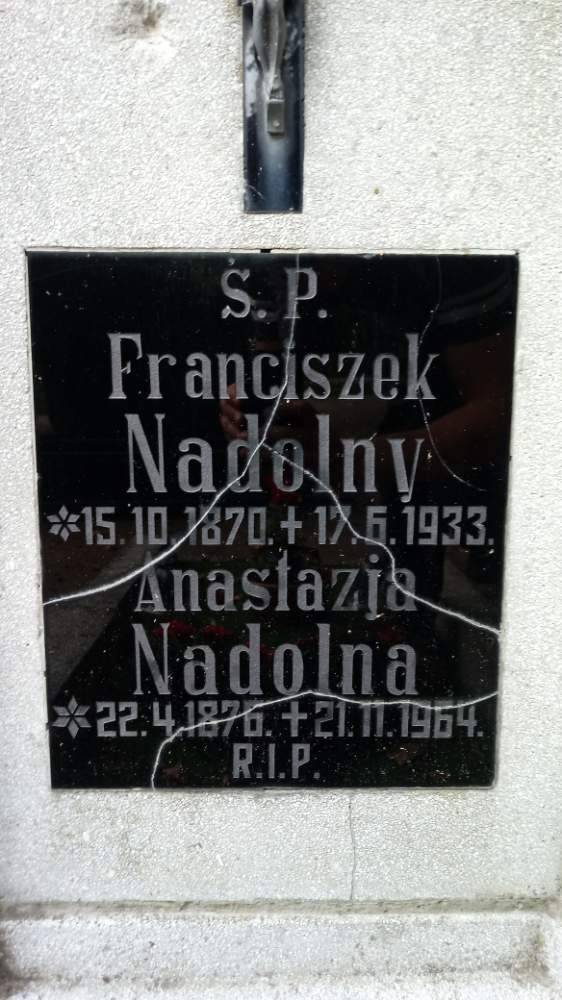 Ś. P.
Franciszek
Nadolny
*15.10.1870.+17.6.1933.
Anastazja
Nadolna
*22.4.1876.+21.11.1964.
R.I.P.